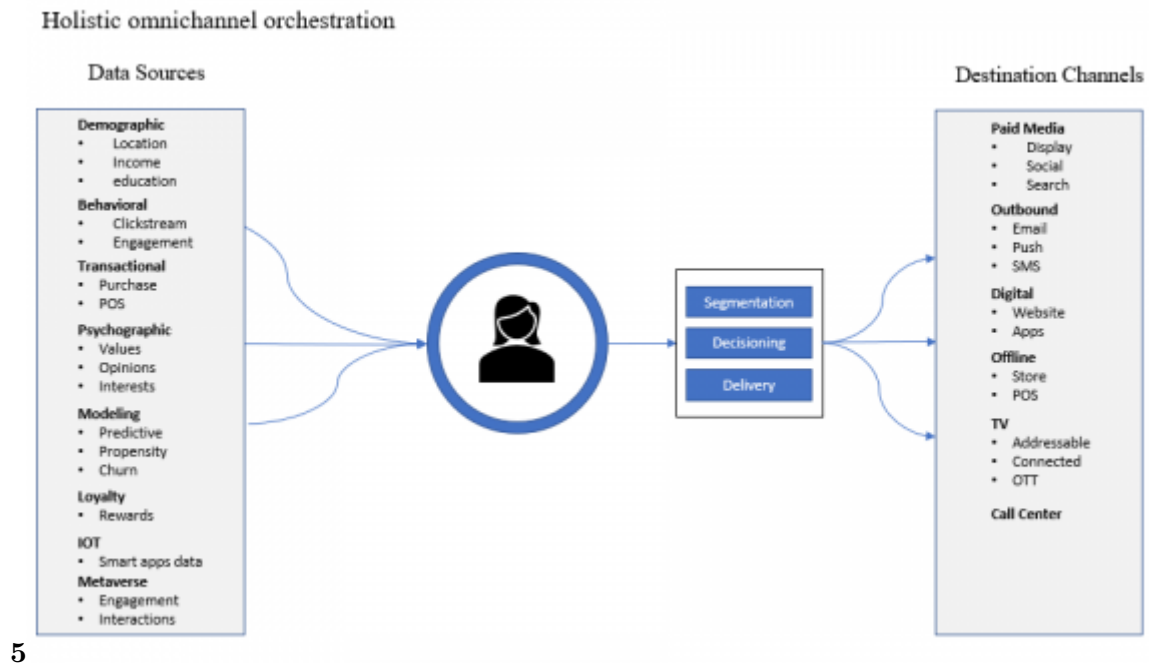 Holistic omnichannel orchestration
Data Sources
Demographic
• Location
• Income
• education
Behavioral
• Clickstream
• Engagement
Transactional
• Purchase
• POS
Psychographic
• Values
• Opinions
• Interests
Modeling
• Predictive
• Propensity
• Churn
Loyalty
• Rewards
IOT
• Smart apps data
Metaverse
• Engagement
• Interactions
Segmentation
Decisioning
Delivery
Destination Channels
Paid Media
• Display
• Social
• Search
Outbound
• Email
• Push
• SMS
Digital
• Website
• Apps
Offline
• Store
• POS
TV
• Addressable
• Connected
• OTT
Call Center
5